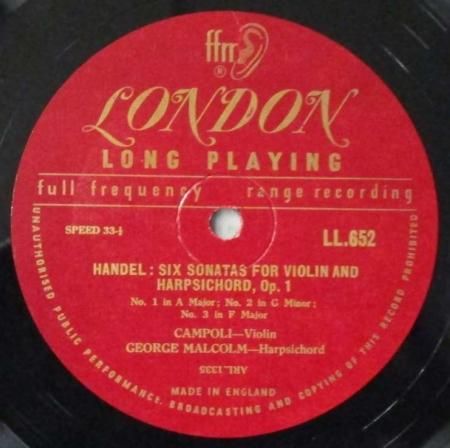 ffrr
®
LONDON
LONG PLAYING
full frequency range recording
SPEED 33-⅓
LL.652
HANDEL : SIX SONATAS FOR VIOLIN AND
HARPSICHORD, Op. 1
No. 1 in A Major; No. 2 in G Minor;
No. 3 in F Major
CAMPOLI—Violin
GEORGE MALCOLM—Harpsichord
ARL 1335
MADE IN ENGLAND
UNAUTHORISED PUBLIC PERFORMANCE, BROADCASTING AND COPYING OF THIS RECORD PROHIBITED